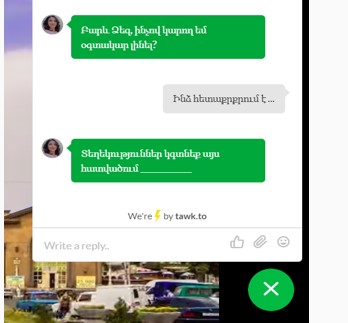 Բարև Ձեզ, ինչով կարող եմ
օգտակար լինել?
Ինձ հետաքրքրում է ...
Տեղեկություններ կգտնեք այս
հատվածում ____________
We're ⚡ by tawk.to
Write a reply..